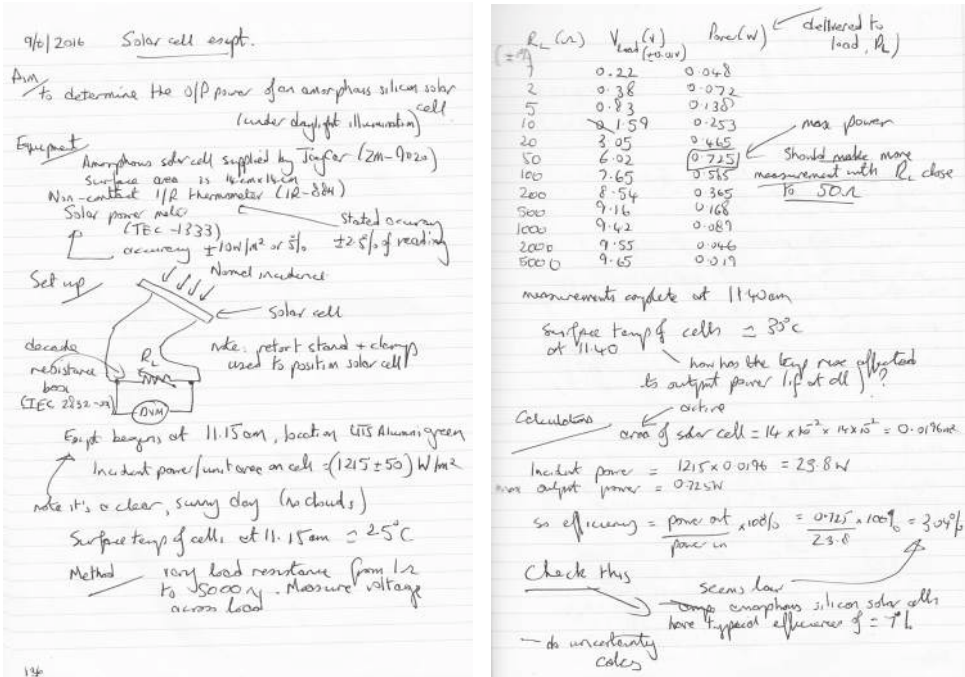 9/6/2016 Solar cell expt.
Aim
to determine the O/P power of an amorphous silicon solar cell
(under daylight illumination)
Equipment
Amorphous solar cell supplied by Jaycar (ZM-9020)
surface area is 14cm x 14cm
Non-contact I/R thermometer (IR-884)
Solar power meter
(TEC-1333)
Stated accuracy
±2.5% of reading
accuracy ±10W/m² or 5%
Set up
Normal incidence
solar cell
decade
resistance
box
(IEC 2832-
R_L
DVM
note: retort stand + clamp
used to position solar cell
Expt begins at 11.15am, location UTS Alumni green
Incident power/unit area on cell = (1215 ± 50) W/m²
note it's a clear, sunny day (no clouds)
Surface temp of cells at 11.15am ≃ 25°C
Method
vary load resistance from 1Ω
to 5000Ω. Measure voltage
across load
136
R_L (Ω) V_load (V) Power (W) delivered to
(±0.01V) load, R_L)
1 0.22 0.048
2 0.38 0.072
5 0.83 0.138
10 1.59 0.253
20 3.05 0.465
50 6.02 0.725
100 7.65 0.585
200 8.54 0.365
500 9.16 0.168
1000 9.42 0.089
2000 9.55 0.046
5000 9.65 0.019
max power
Should make more
measurement with R_L close
to 50Ω
measurements complete at 11.40am
Surface temp of cells ≃ 35°C
at 11.40
how has the temp rise affected
to output power (if at all)?
Calculations
active
area of solar cell = 14 x 10⁻² x 14 x 10⁻² = 0.0196m²
Incident power = 1215 x 0.0196 = 23.8W
max output power = 0.725W
so efficiency = power out / power in x 100% = 0.725 / 23.8 x 100% = 3.04%
Check this
seems low
amorphous silicon solar cells
have typical efficiencies of ≃ 7%
- do uncertainty
calcs